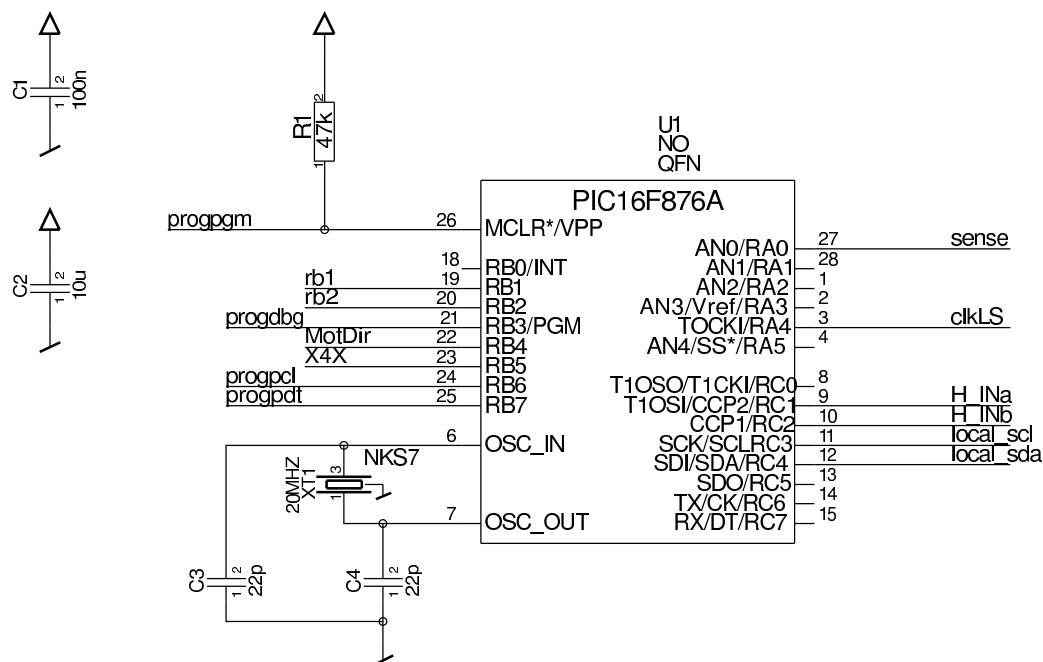 C1
1 2
100n
R1
1 2
47k
U1
NO
QFN
PIC16F876A
C2
1 2
10u
progpgm
26
MCLR*/VPP
AN0/RA0
27
sense
18
RB0/INT
AN1/RA1
28
rb1
19
RB1
AN2/RA2
1
rb2
20
RB2
AN3/Vref/RA3
2
progdbg
21
RB3/PGM
TOCKI/RA4
3
clkLS
MotDir
22
RB4
AN4/SS*/RA5
4
X4X
23
RB5
progpcl
24
RB6
T1OSO/T1CKI/RC0
8
progpdt
25
RB7
T1OSI/CCP2/RC1
9
H_INa
CCP1/RC2
10
H_INb
6
OSC_IN
SCK/SCLRC3
11
local_scl
SDI/SDA/RC4
12
local_sda
NKS7
20MHZ
XT1
1 3
SDO/RC5
13
TX/CK/RC6
14
7
OSC_OUT
RX/DT/RC7
15
C3
1 2
22p
C4
1 2
22p